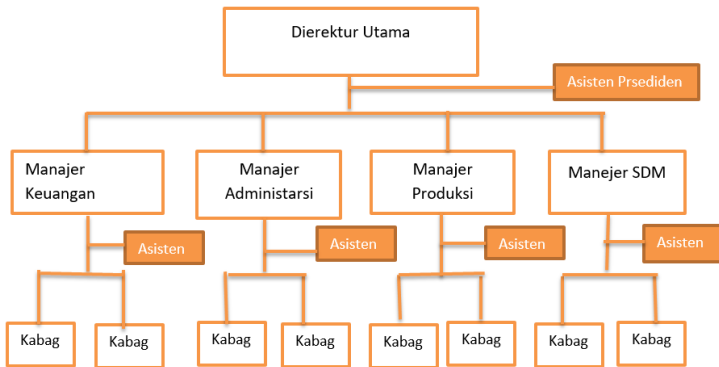 Dierektur Utama
Asisten Prsediden
Manajer
Keuangan
Manajer
Administarsi
Manajer
Produksi
Manejer SDM
Asisten
Asisten
Asisten
Asisten
Kabag
Kabag
Kabag
Kabag
Kabag
Kabag
Kabag
Kabag